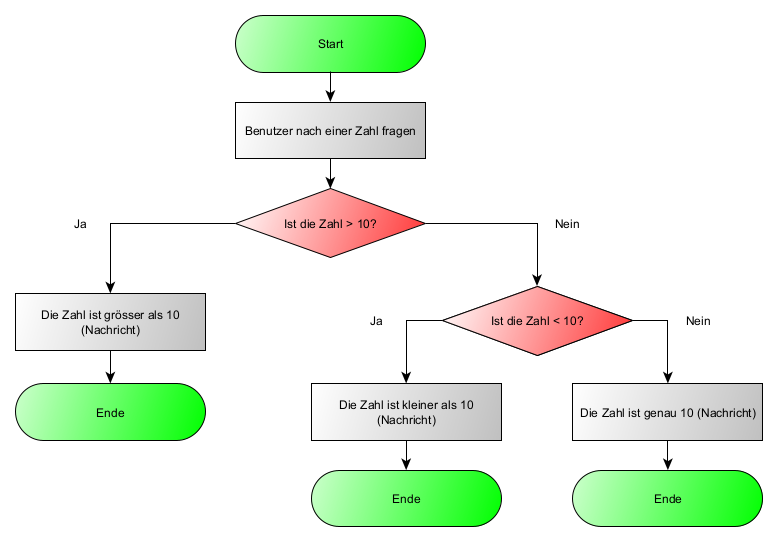 Start
Benutzer nach einer Zahl fragen
Ja
Ist die Zahl > 10?
Nein
Die Zahl ist grösser als 10
(Nachricht)
Ja
Ist die Zahl < 10?
Nein
Ende
Die Zahl ist kleiner als 10
(Nachricht)
Die Zahl ist genau 10 (Nachricht)
Ende
Ende